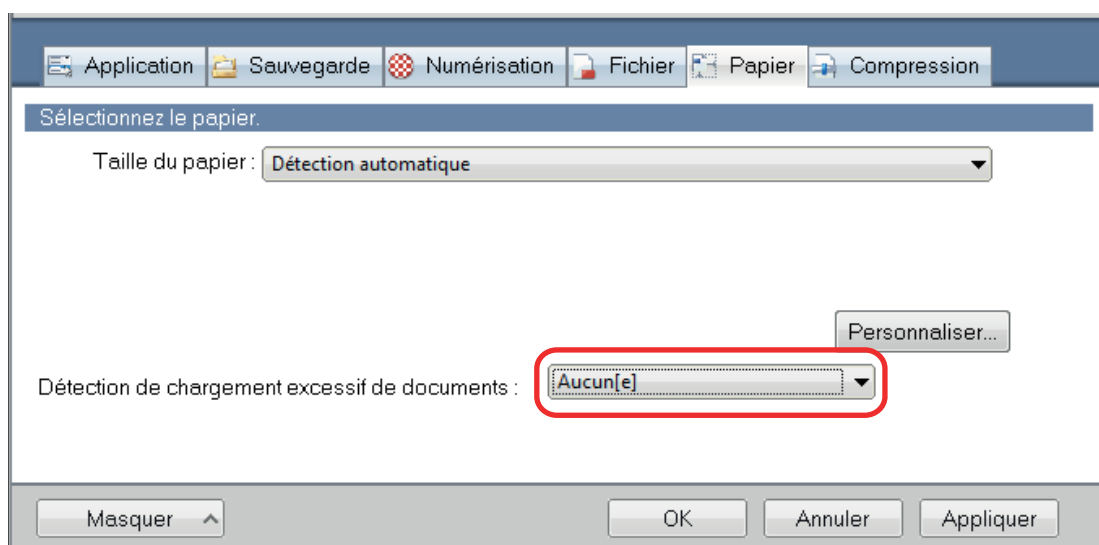 Application Sauvegarde Numérisation Fichier Papier Compression
Sélectionnez le papier.
Taille du papier : Détection automatique
Personnaliser...
Détection de chargement excessif de documents : Aucun[e]
Masquer OK Annuler Appliquer